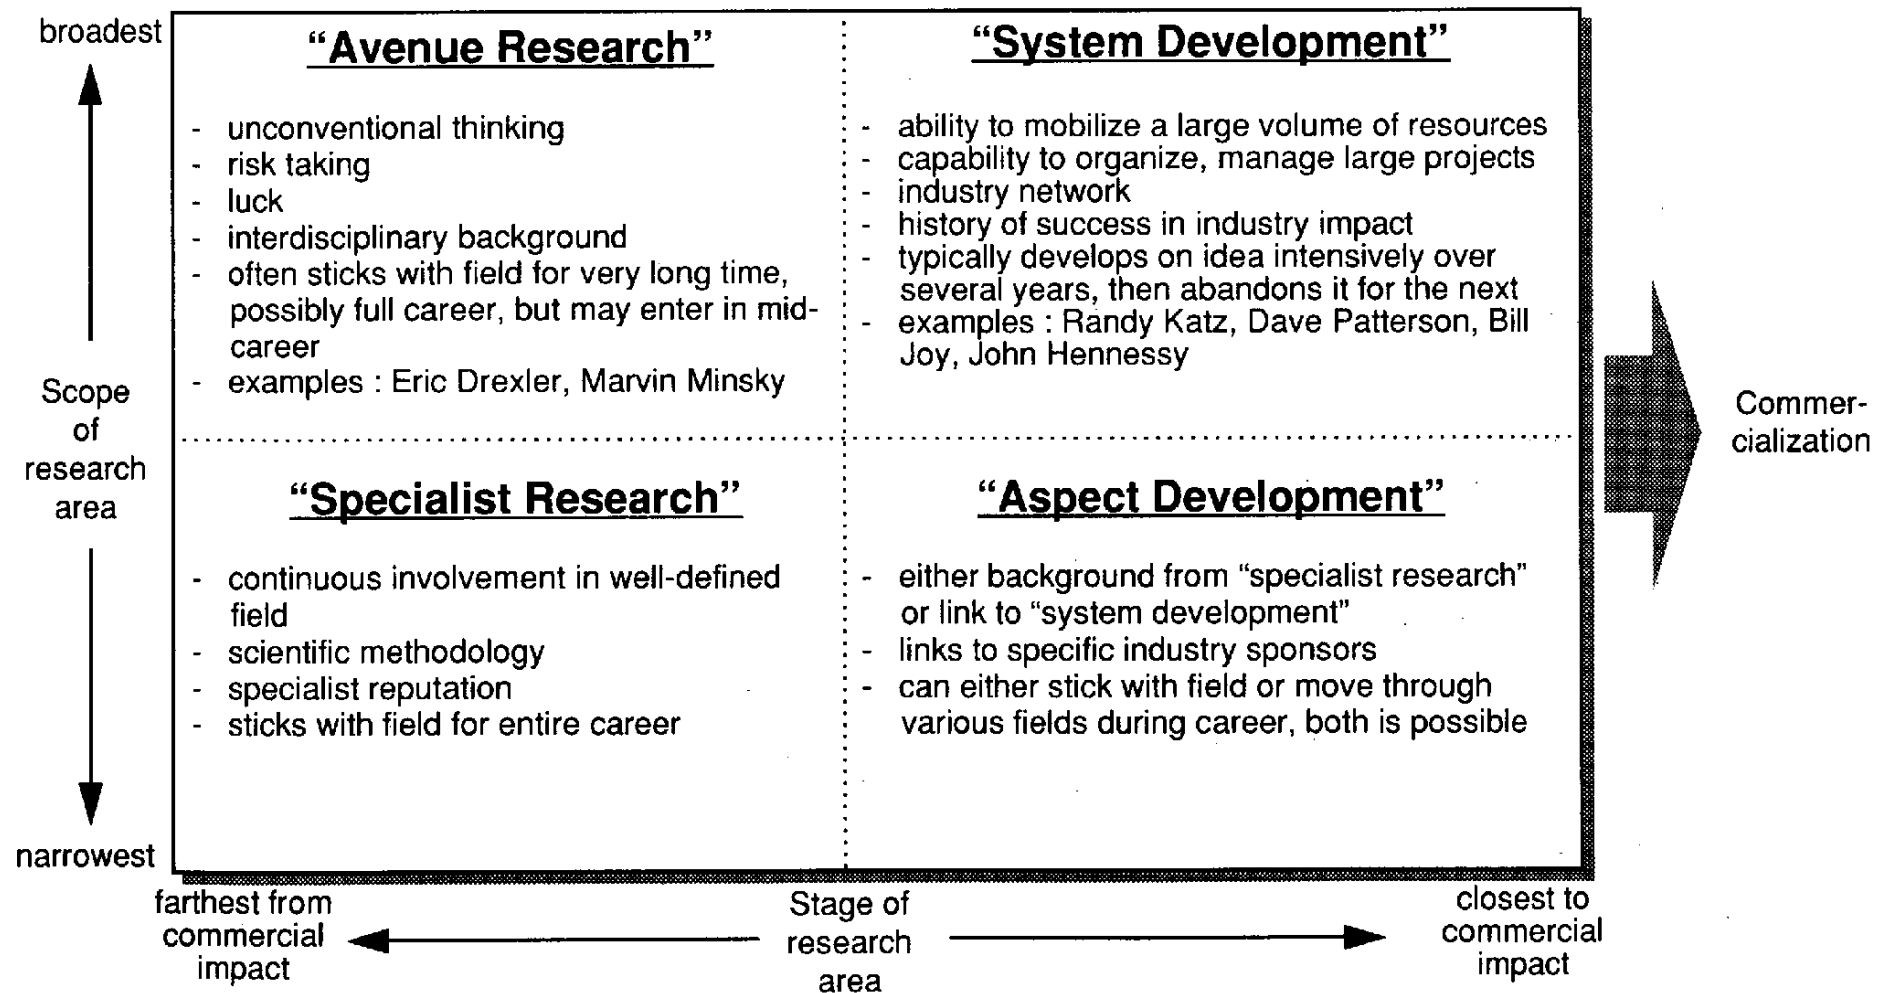 broadest
"Avenue Research"
- unconventional thinking
- risk taking
- luck
- interdisciplinary background
- often sticks with field for very long time,
possibly full career, but may enter in mid-
career
- examples : Eric Drexler, Marvin Minsky
"System Development"
- ability to mobilize a large volume of resources
- capability to organize, manage large projects
- industry network
- history of success in industry impact
- typically develops on idea intensively over
several years, then abandons it for the next
- examples : Randy Katz, Dave Patterson, Bill
Joy, John Hennessy
Scope
of
research
area
Commer-
cialization
"Specialist Research"
- continuous involvement in well-defined
field
- scientific methodology
- specialist reputation
- sticks with field for entire career
"Aspect Development"
- either background from "specialist research"
or link to "system development"
- links to specific industry sponsors
- can either stick with field or move through
various fields during career, both is possible
narrowest
farthest from
commercial
impact
Stage of
research
area
closest to
commercial
impact